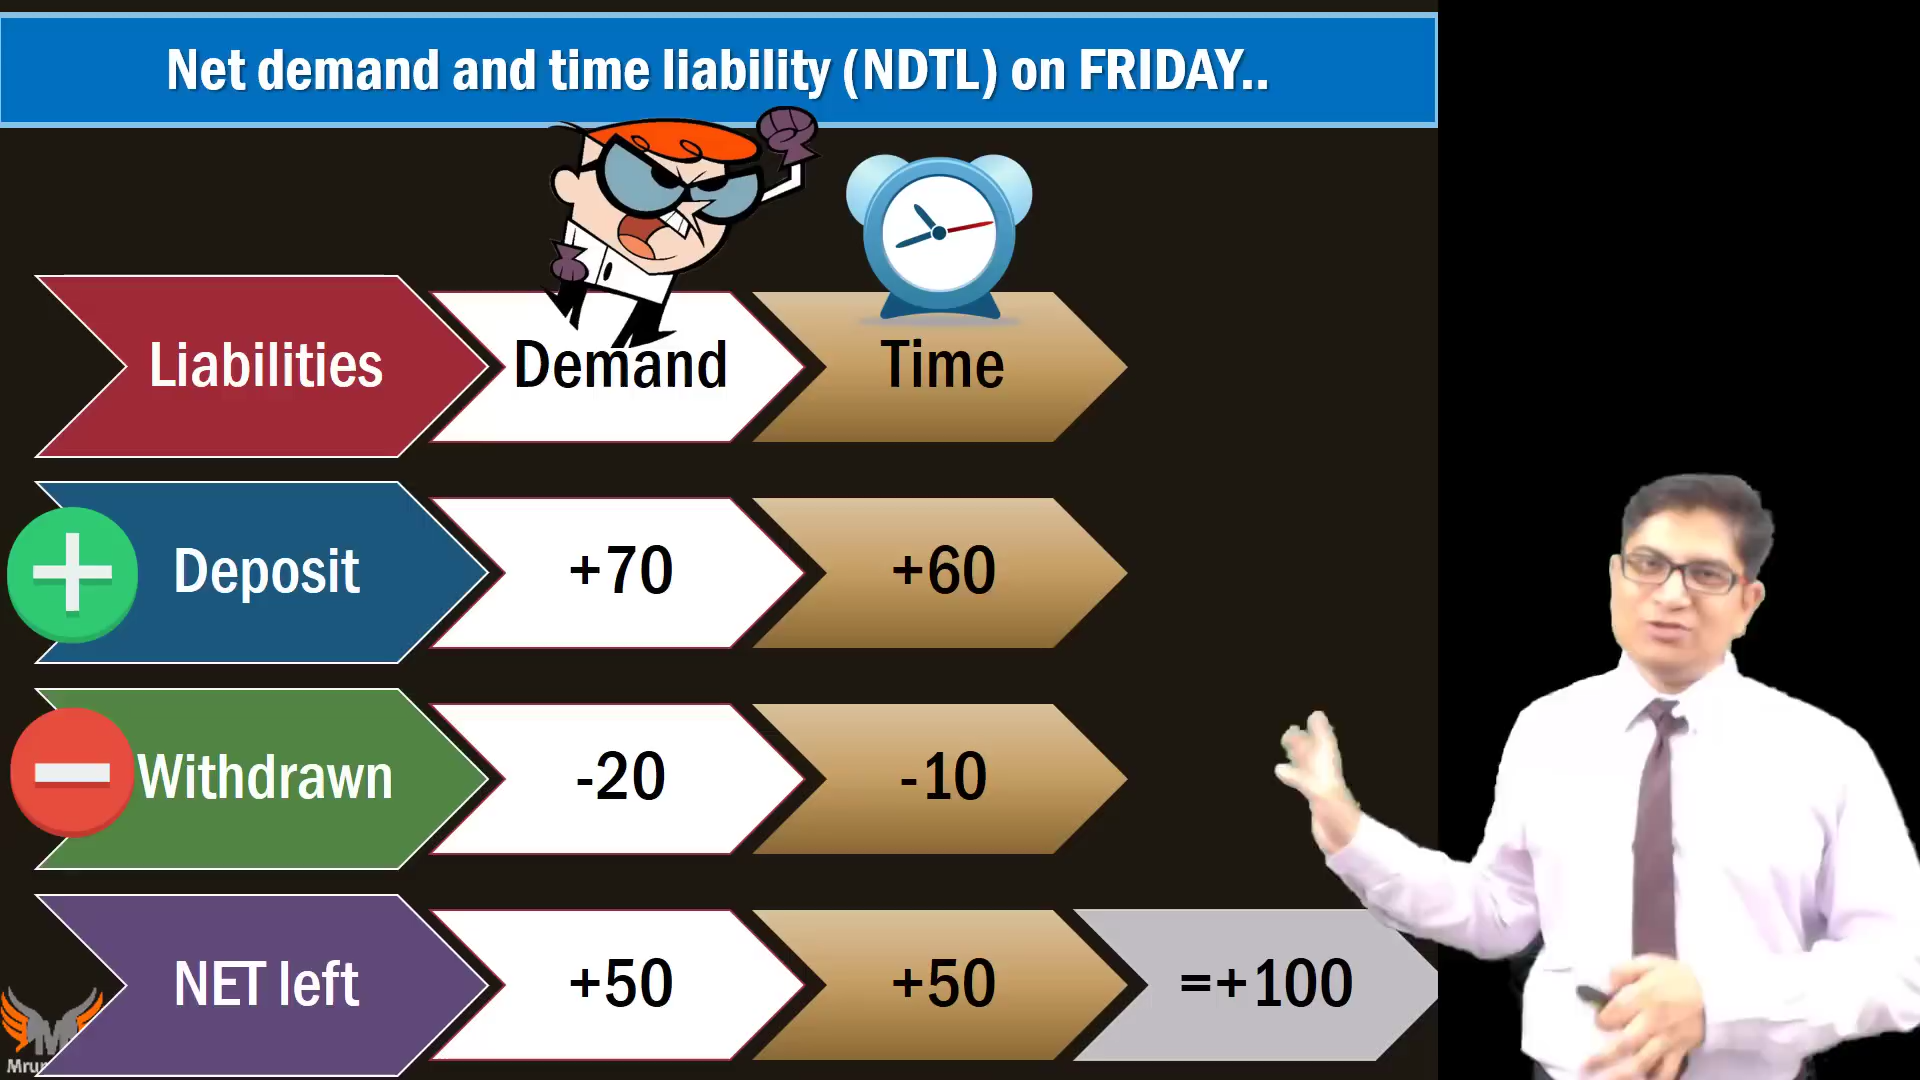 Net demand and time liability (NDTL) on FRIDAY..
Liabilities
Demand
Time
Deposit
+70
+60
Withdrawn
-20
-10
NET left
+50
+50
=+100
M